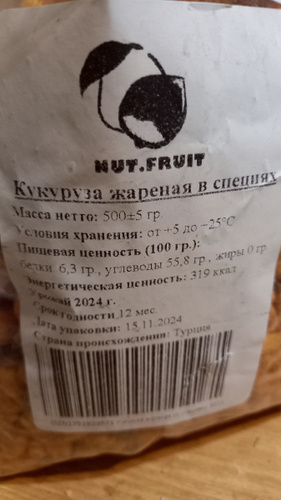 NUT.FRUIT
Кукуруза жареная в специях
Масса нетто: 500±5 гр
Условия хранения: от +5 до +25°C
Пищевая ценность (100 гр.):
белки 6,3 гр , углеводы 55,8 гр , жиры 0 гр
Энергетическая ценность: 319 ккал
Урожай 2024 г.
Срок годности 12 мес
Дата упаковки: 15.11.2024
Страна происхождения: Турция